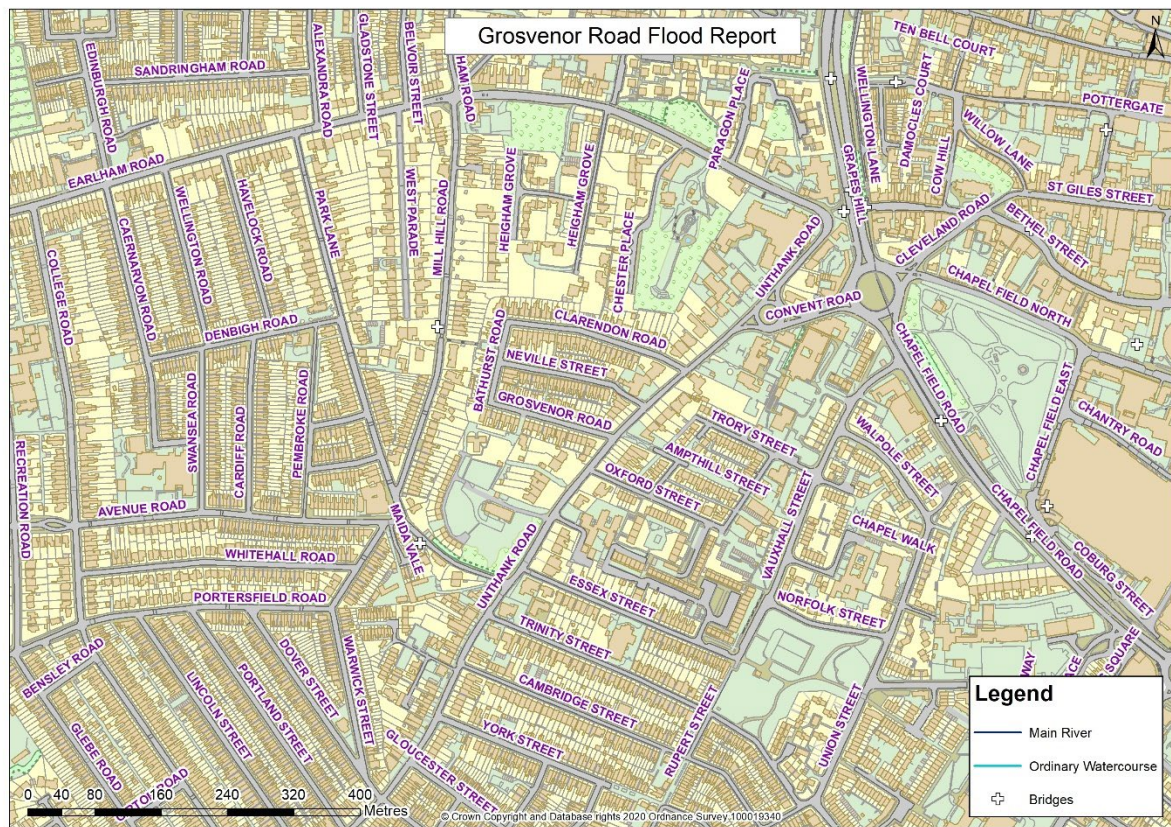 Grosvenor Road Flood Report
N
EDINBURGH ROAD
SANDRINGHAM ROAD
ALEXANDRA ROAD
GLADSTONE STREET
BELVOIR STREET
HAM ROAD
PARAGON PLACE
WELLINGTON LANE
TEN BELL COURT
DAMOCLES COURT
POTTERGATE
WILLOW LANE
COW HILL
GRAPES HILL
ST GILES STREET
BETHEL STREET
CLEVELAND ROAD
EARLHAM ROAD
WELLINGTON ROAD
HAVELOCK ROAD
PARK LANE
WEST PARADE
MILL HILL ROAD
HEIGHAM GROVE
HEIGHAM GROVE
CHESTER PLACE
UNTHANK ROAD
CONVENT ROAD
CHAPEL FIELD NORTH
COLLEGE ROAD
CAERNARVON ROAD
DENBIGH ROAD
BATHURST ROAD
CLARENDON ROAD
NEVILLE STREET
GROSVENOR ROAD
CHAPEL FIELD ROAD
CHAPEL FIELD EAST
CHANTRY ROAD
SWANSEA ROAD
CARDIFF ROAD
PEMBROKE ROAD
TRORY STREET
AMPTHILL STREET
OXFORD STREET
WALPOLE STREET
VAUXHALL STREET
RECREATION ROAD
AVENUE ROAD
MAIDA VALE
WHITEHALL ROAD
UNTHANK ROAD
CHAPEL WALK
CHAPEL FIELD ROAD
COBURG STREET
PORTERSFIELD ROAD
ESSEX STREET
NORFOLK STREET
TRINITY STREET
BENSLEY ROAD
DOVER STREET
WARWICK STREET
PORTLAND STREET
LINCOLN STREET
CAMBRIDGE STREET
YORK STREET
RUPERT STREET
UNION STREET
WAY
ACE
SQUARE
GLEBE ROAD
GLOUCESTER STREET
Legend
Main River
Ordinary Watercourse
Bridges
0 40 80 160 240 320 400
Metres
© Crown Copyright and Database rights 2020 Ordnance Survey 100019340